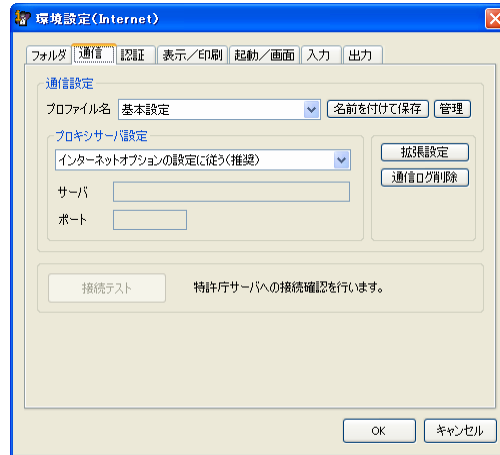 環境設定(Internet)
フォルダ 通信 認証 表示／印刷 起動／画面 入力 出力
通信設定
プロファイル名 基本設定 名前を付けて保存 管理
プロキシサーバ設定
インターネットオプションの設定に従う(推奨)
拡張設定
通信ログ削除
サーバ
ポート
接続テスト 特許庁サーバへの接続確認を行います。
OK キャンセル